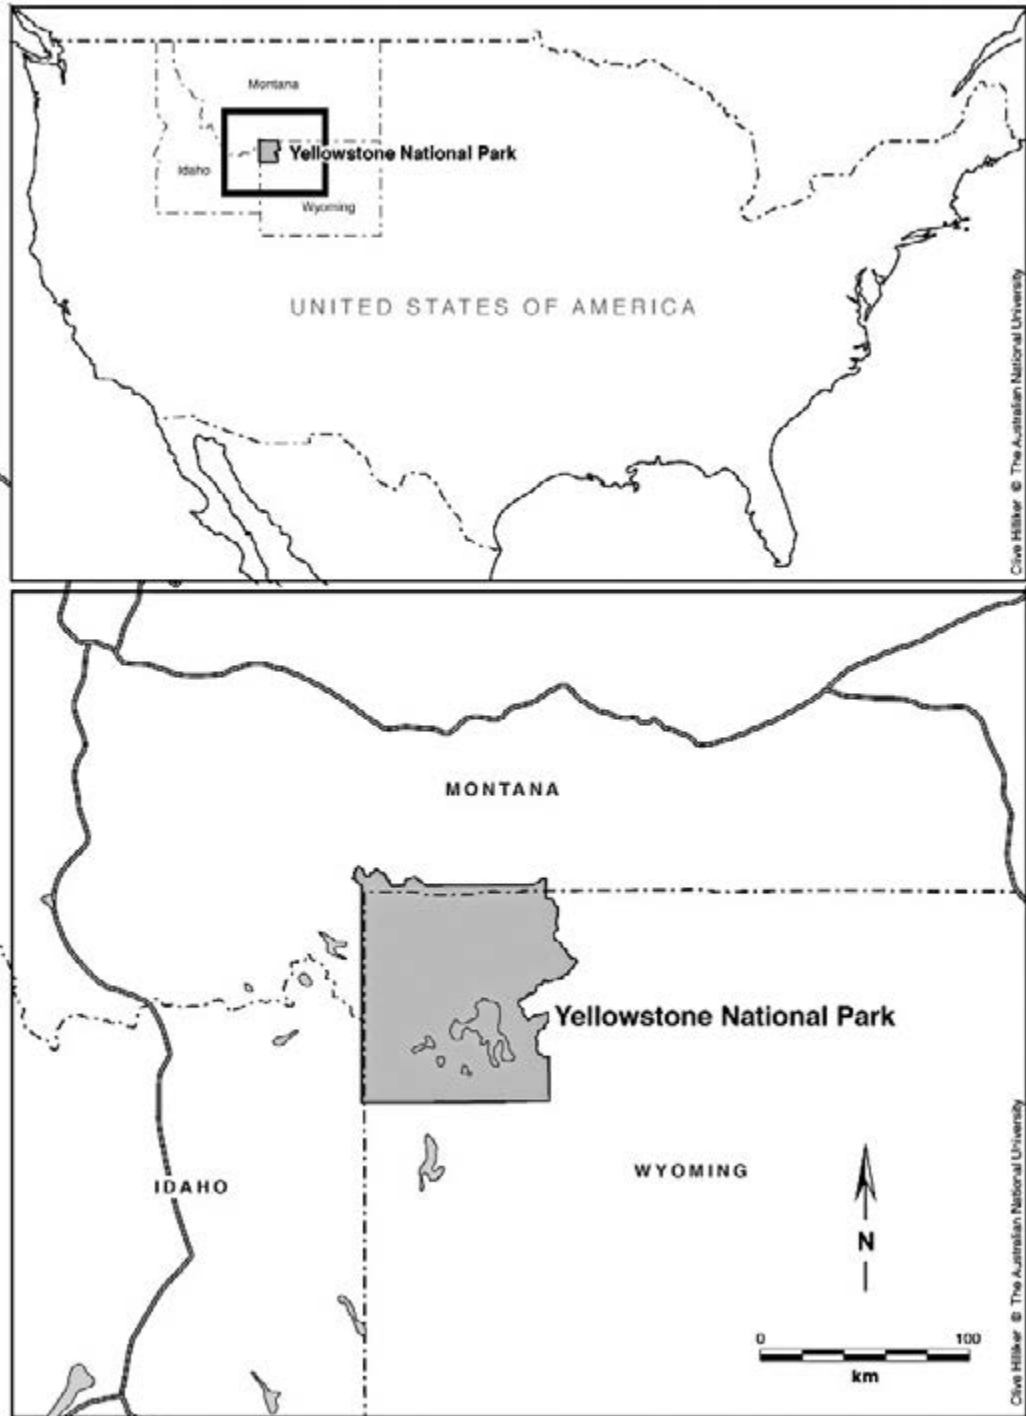 Montana
Yellowstone National Park
Idaho
Wyoming
UNITED STATES OF AMERICA
Clive Hilliker © The Australian National University
MONTANA
Yellowstone National Park
WYOMING
IDAHO
N
0 100
km
Clive Hilliker © The Australian National University